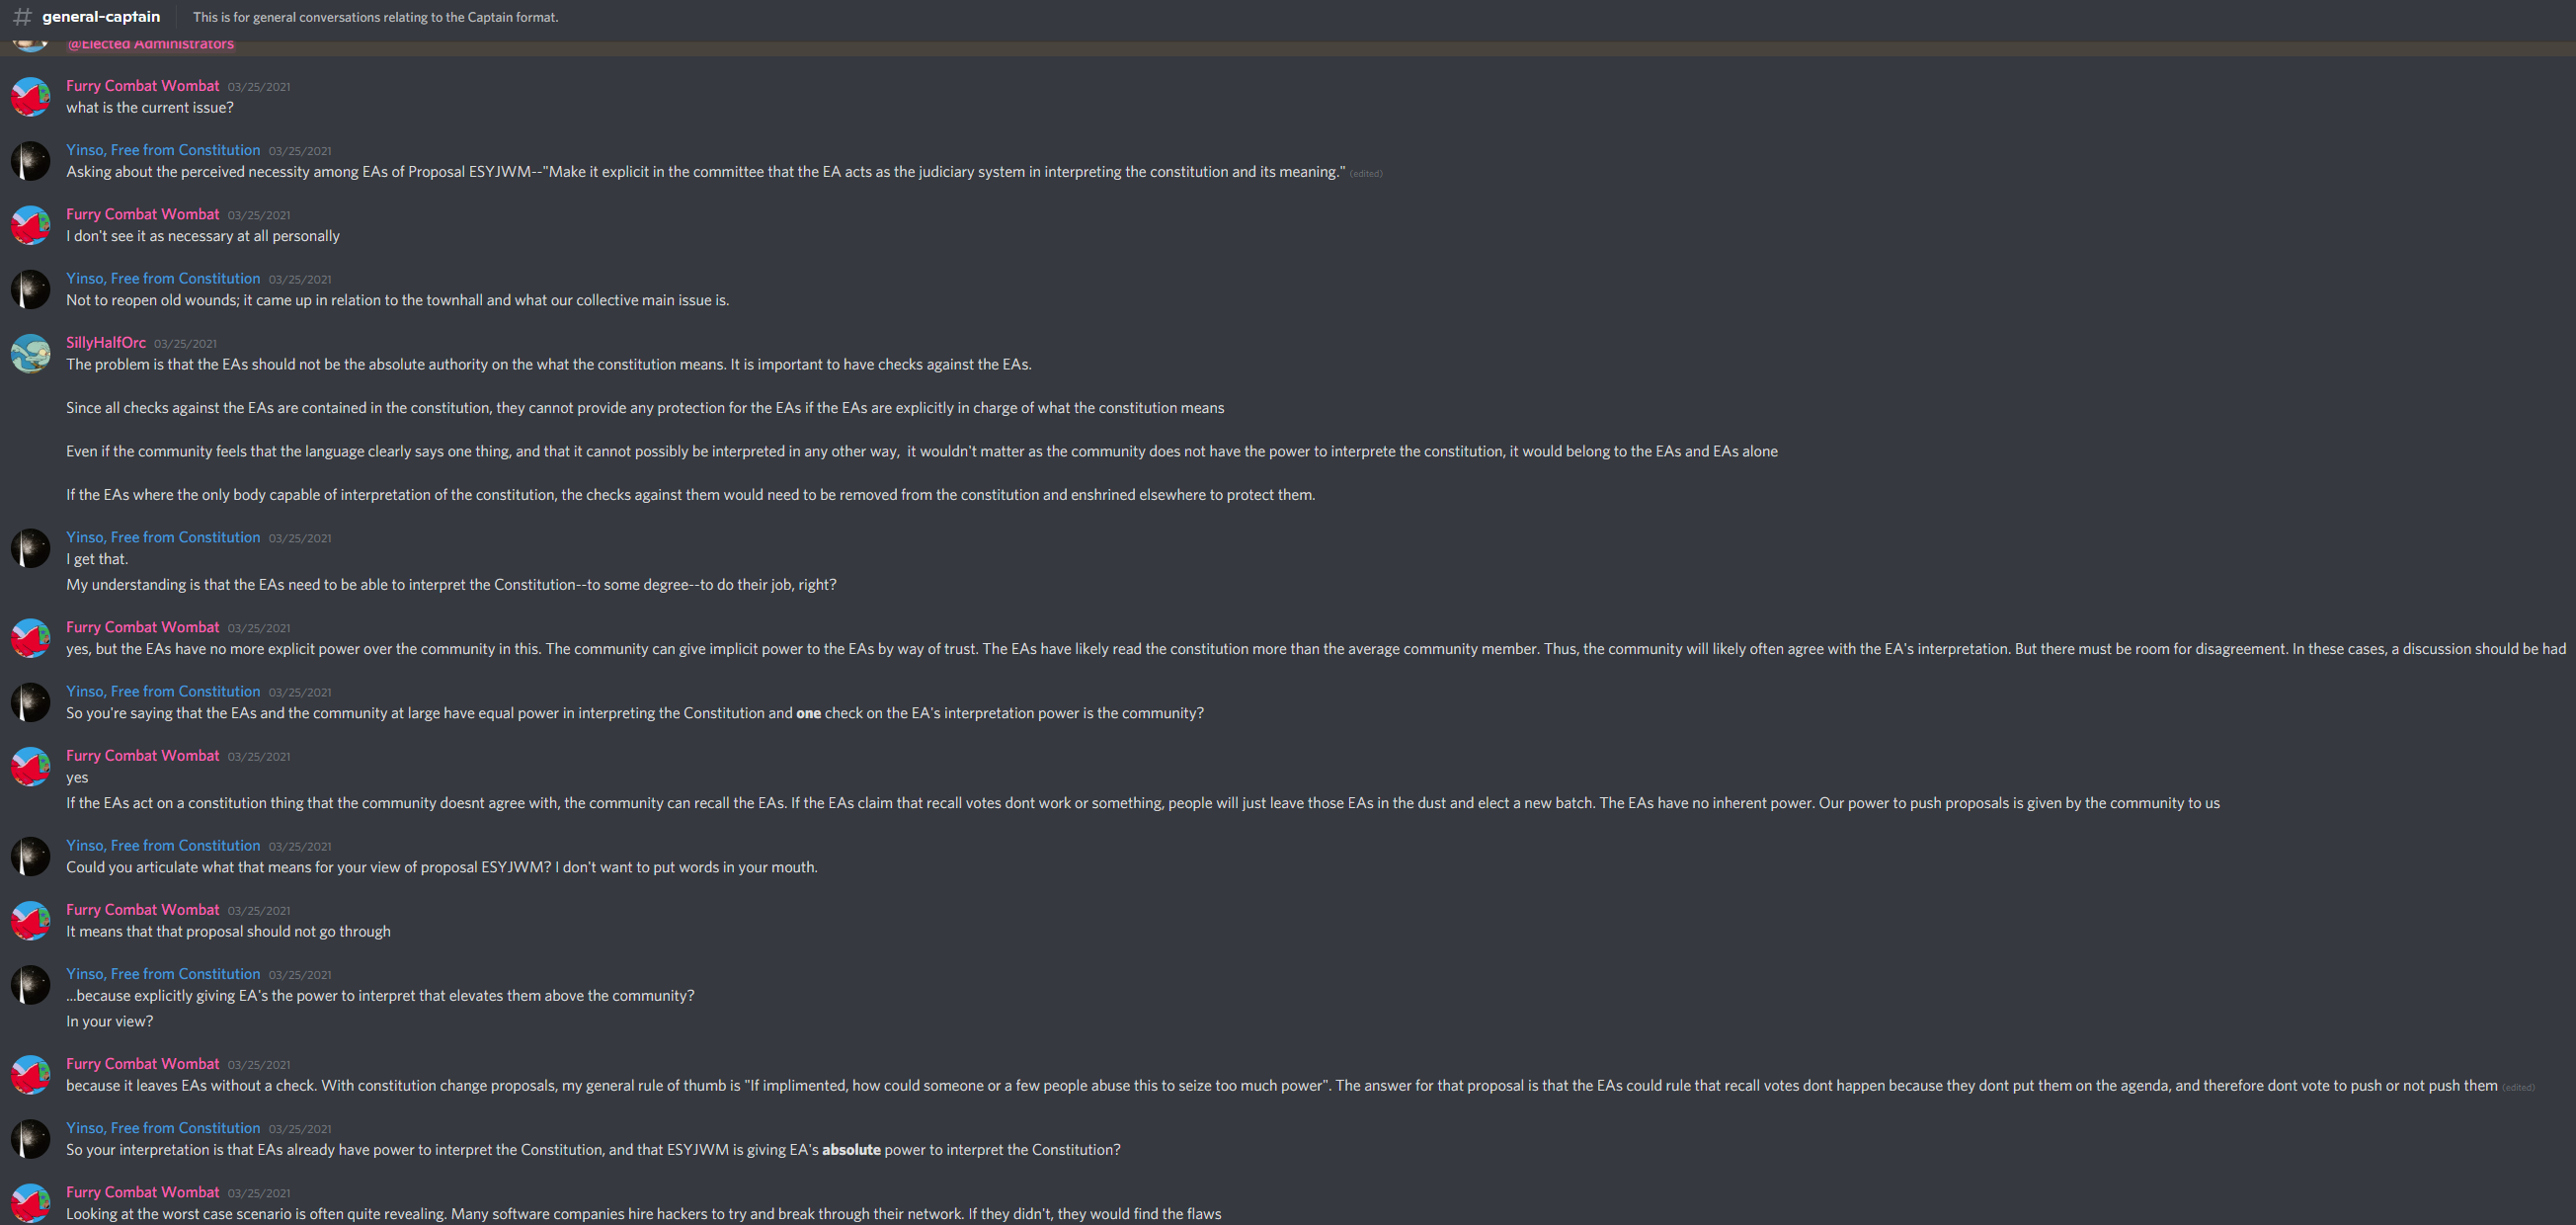 # general-captain This is for general conversations relating to the Captain format.
@Elected Administrators
Furry Combat Wombat 03/25/2021
what is the current issue?
Yinso, Free from Constitution 03/25/2021
Asking about the perceived necessity among EAs of Proposal ESYJWM--"Make it explicit in the committee that the EA acts as the judiciary system in interpreting the constitution and its meaning." (edited)
Furry Combat Wombat 03/25/2021
I don't see it as necessary at all personally
Yinso, Free from Constitution 03/25/2021
Not to reopen old wounds; it came up in relation to the townhall and what our collective main issue is.
SillyHalfOrc 03/25/2021
The problem is that the EAs should not be the absolute authority on the what the constitution means. It is important to have checks against the EAs.
Since all checks against the EAs are contained in the constitution, they cannot provide any protection for the EAs if the EAs are explicitly in charge of what the constitution means
Even if the community feels that the language clearly says one thing, and that it cannot possibly be interpreted in any other way,  it wouldn't matter as the community does not have the power to interprete the constitution, it would belong to the EAs and EAs alone
If the EAs where the only body capable of interpretation of the constitution, the checks against them would need to be removed from the constitution and enshrined elsewhere to protect them.
Yinso, Free from Constitution 03/25/2021
I get that.
My understanding is that the EAs need to be able to interpret the Constitution--to some degree--to do their job, right?
Furry Combat Wombat 03/25/2021
yes, but the EAs have no more explicit power over the community in this. The community can give implicit power to the EAs by way of trust. The EAs have likely read the constitution more than the average community member. Thus, the community will likely often agree with the EA's interpretation. But there must be room for disagreement. In these cases, a discussion should be had
Yinso, Free from Constitution 03/25/2021
So you're saying that the EAs and the community at large have equal power in interpreting the Constitution and one check on the EA's interpretation power is the community?
Furry Combat Wombat 03/25/2021
yes
If the EAs act on a constitution thing that the community doesnt agree with, the community can recall the EAs. If the EAs claim that recall votes dont work or something, people will just leave those EAs in the dust and elect a new batch. The EAs have no inherent power. Our power to push proposals is given by the community to us
Yinso, Free from Constitution 03/25/2021
Could you articulate what that means for your view of proposal ESYJWM? I don't want to put words in your mouth.
Furry Combat Wombat 03/25/2021
It means that that proposal should not go through
Yinso, Free from Constitution 03/25/2021
...because explicitly giving EA's the power to interpret that elevates them above the community?
In your view?
Furry Combat Wombat 03/25/2021
because it leaves EAs without a check. With constitution change proposals, my general rule of thumb is "If implimented, how could someone or a few people abuse this to seize too much power". The answer for that proposal is that the EAs could rule that recall votes dont happen because they dont put them on the agenda, and therefore dont vote to push or not push them (edited)
Yinso, Free from Constitution 03/25/2021
So your interpretation is that EAs already have power to interpret the Constitution, and that ESYJWM is giving EA's absolute power to interpret the Constitution?
Furry Combat Wombat 03/25/2021
Looking at the worst case scenario is often quite revealing. Many software companies hire hackers to try and break through their network. If they didn't, they would find the flaws